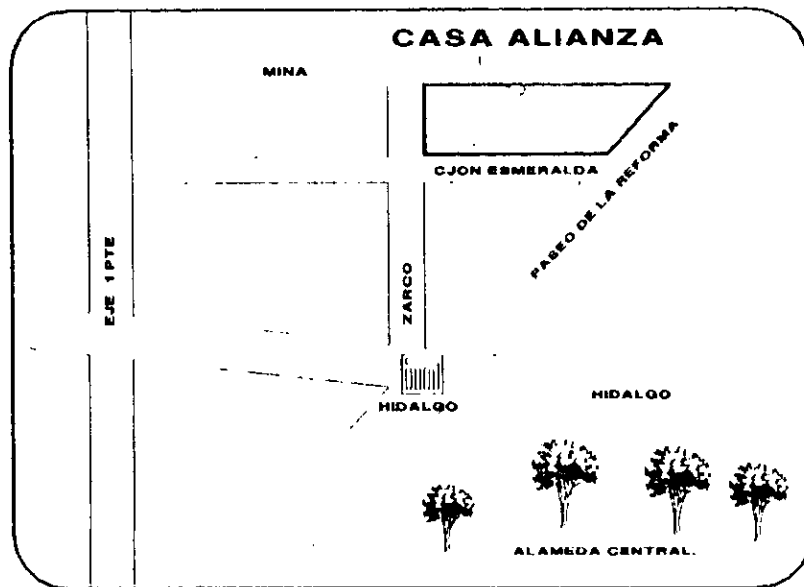 CASA ALIANZA
MINA
CJON ESMERALDA
PASEO DE LA REFORMA
EJE 1 PTE
ZARCO
HIDALGO
HIDALGO
ALAMEDA CENTRAL.